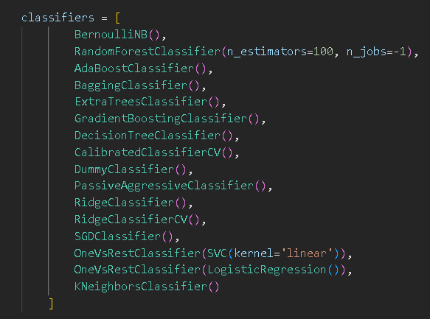 classifiers = [
BernoulliNB(),
RandomForestClassifier(n_estimators=100, n_jobs=-1),
AdaBoostClassifier(),
BaggingClassifier(),
ExtraTreesClassifier(),
GradientBoostingClassifier(),
DecisionTreeClassifier(),
CalibratedClassifierCV(),
DummyClassifier(),
PassiveAggressiveClassifier(),
RidgeClassifier(),
RidgeClassifierCV(),
SGDClassifier(),
OneVsRestClassifier(SVC(kernel='linear')),
OneVsRestClassifier(LogisticRegression()),
KNeighborsClassifier()
]